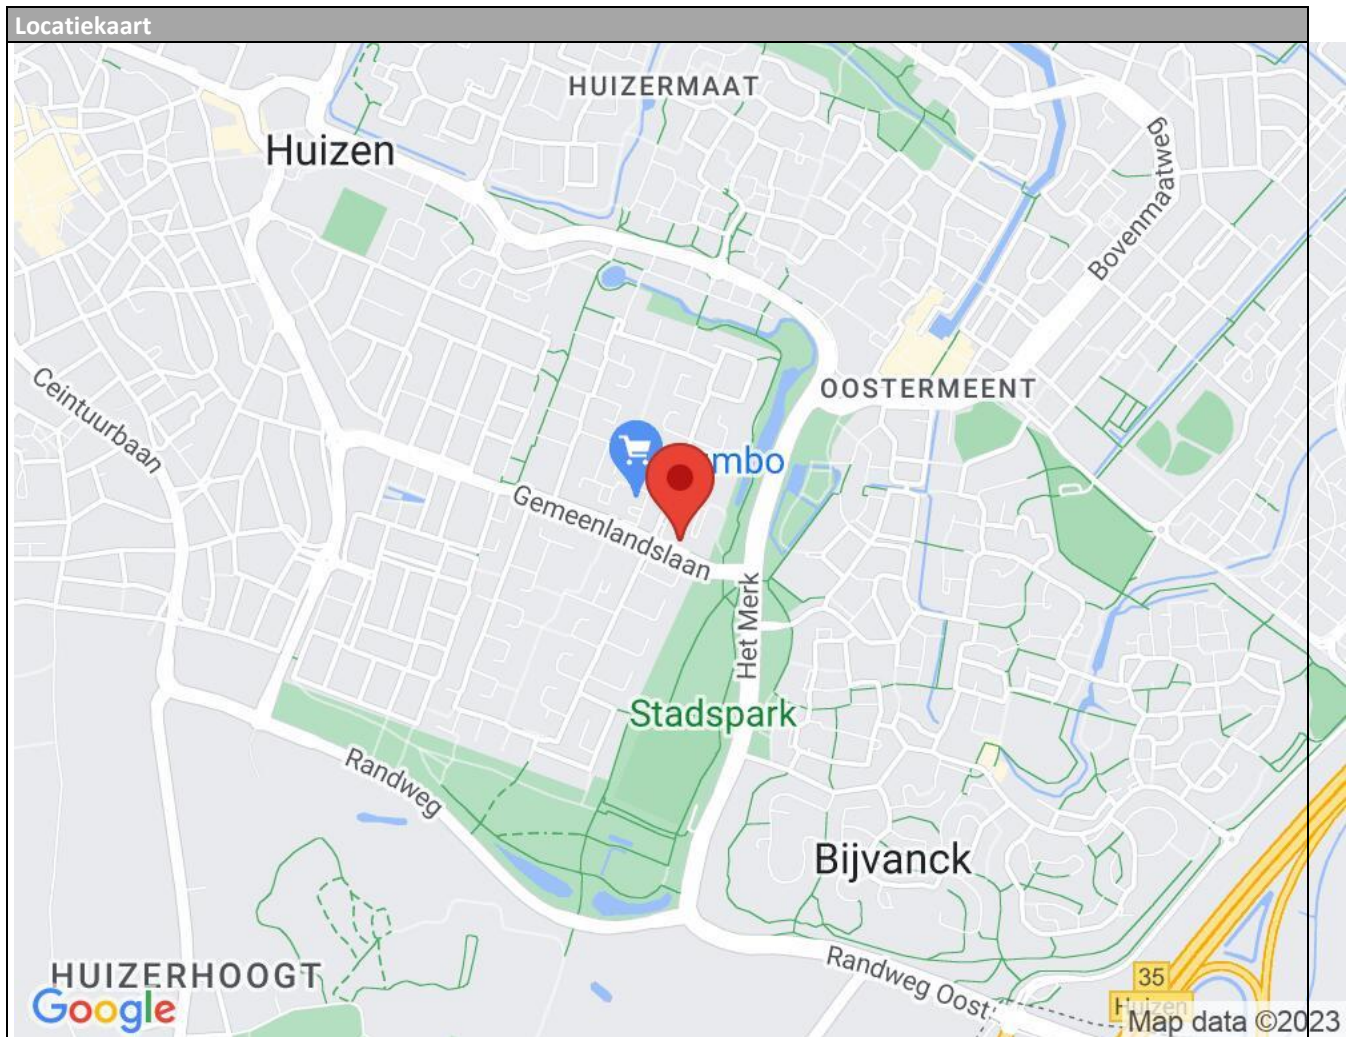 Locatiekaart
HUIZERMAAT
Huizen
Bovenmaatweg
Ceintuurbaan
OOSTERMEENT
mbo
Gemeenlandslaan
Het Merk
Stadspark
Randweg
Bijvanck
HUIZERHOOGT
Randweg Oost
35
Huizen
Google
Map data ©2023